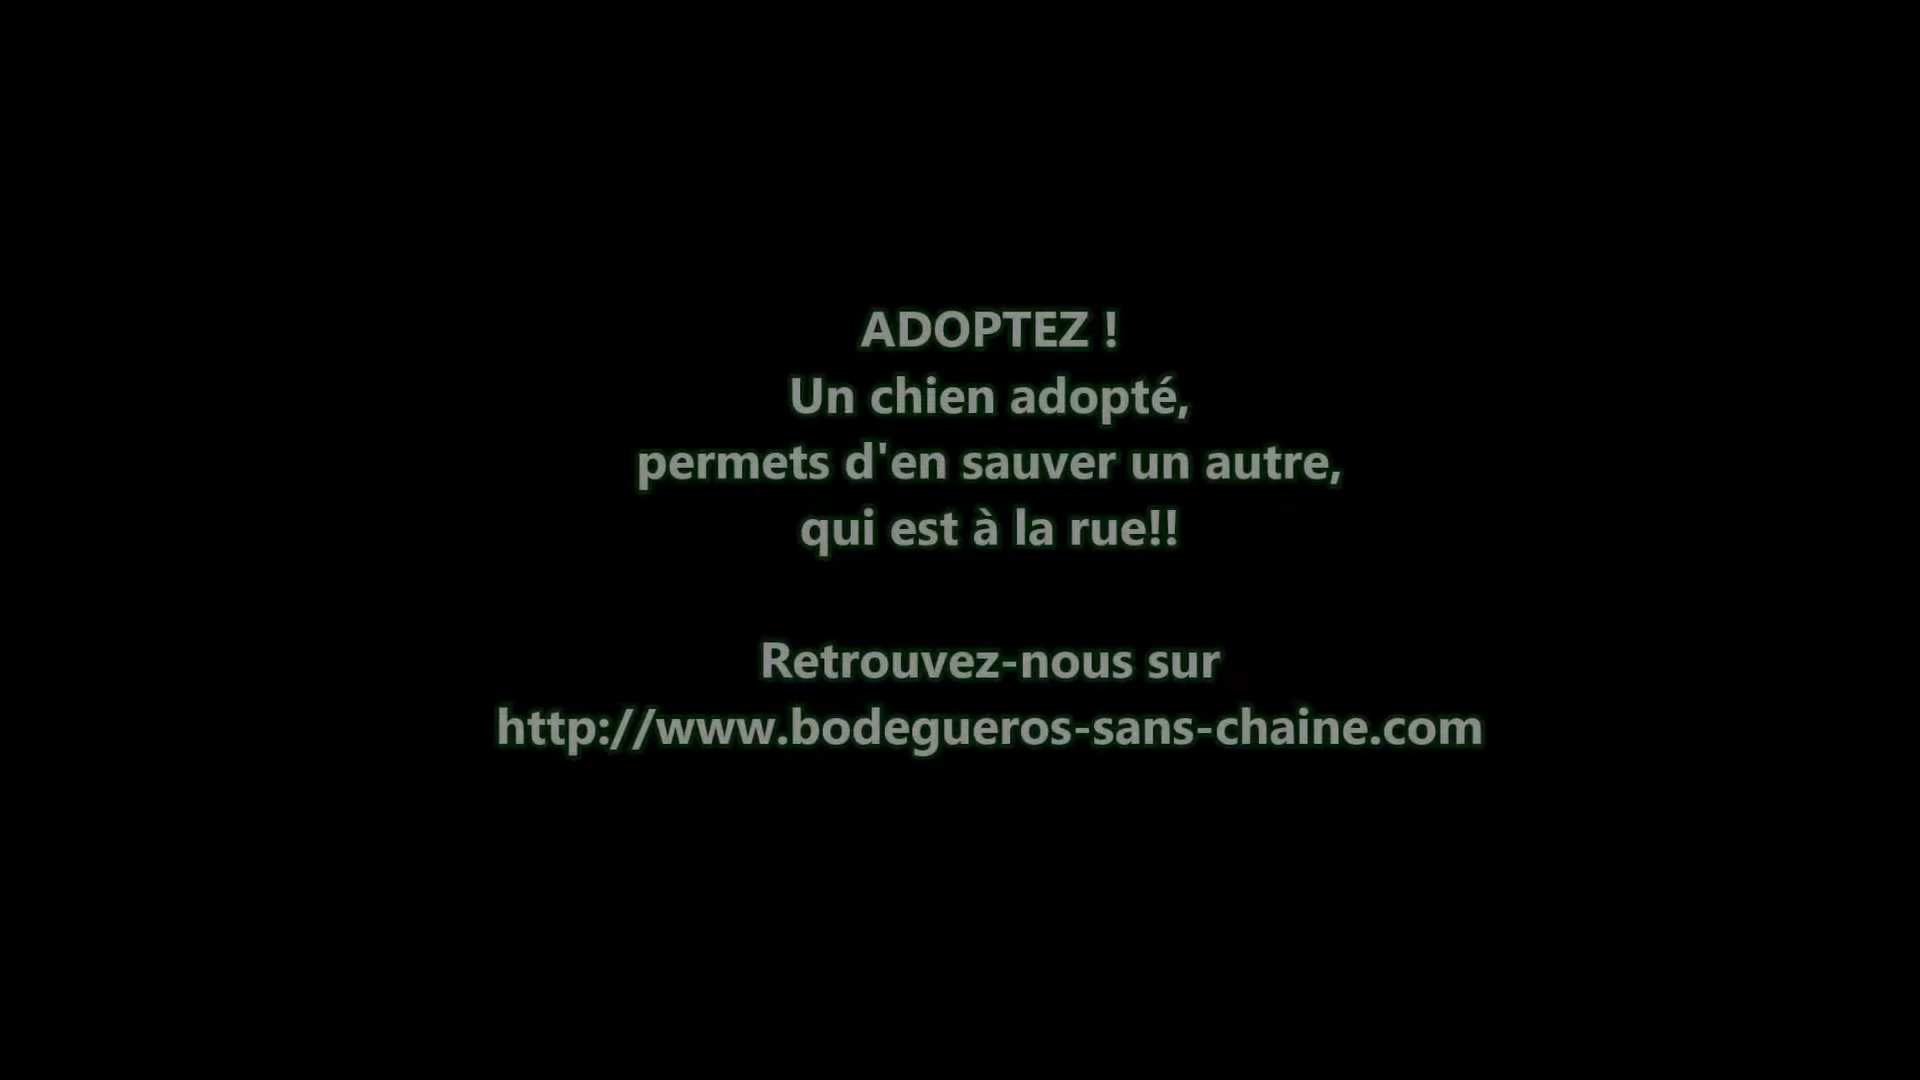 ADOPTEZ !
Un chien adopté,
permets d'en sauver un autre,
qui est à la rue!!
Retrouvez-nous sur
http://www.bodegueros-sans-chaine.com